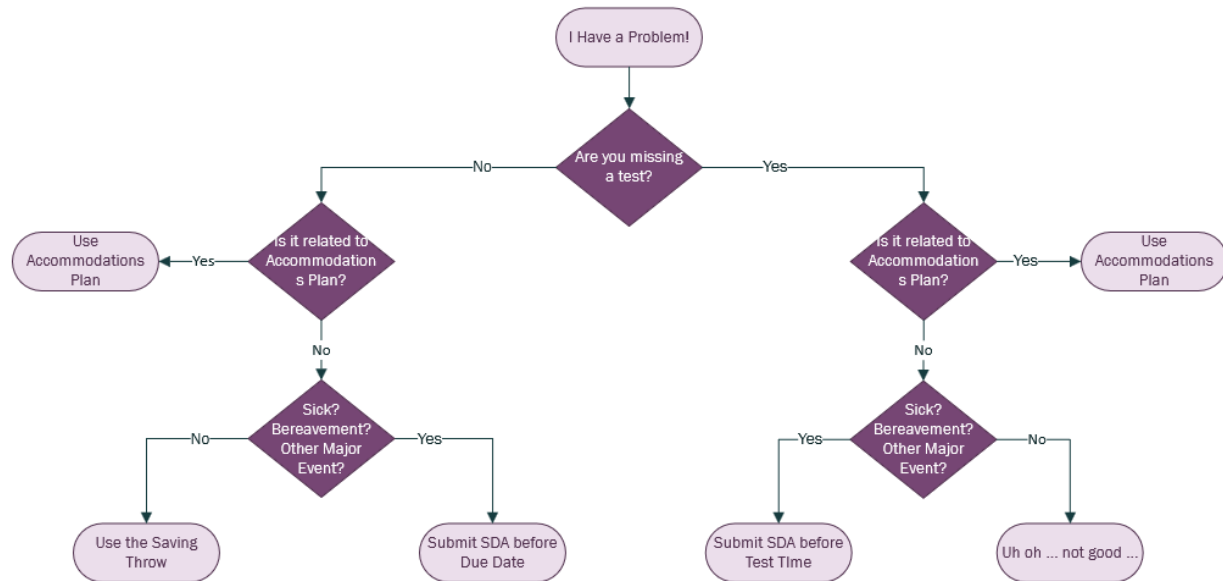 I Have a Problem!
Are you missing
a test?
No
Yes
Is it related to
Accommodation
s Plan?
Yes
Use
Accommodations
Plan
Is it related to
Accommodation
s Plan?
Yes
Use
Accommodations
Plan
No
No
Sick?
Bereavement?
Other Major
Event?
No
Yes
Sick?
Bereavement?
Other Major
Event?
Yes
No
Use the Saving
Throw
Submit SDA before
Due Date
Submit SDA before
Test TIme
Uh oh ... not good ...